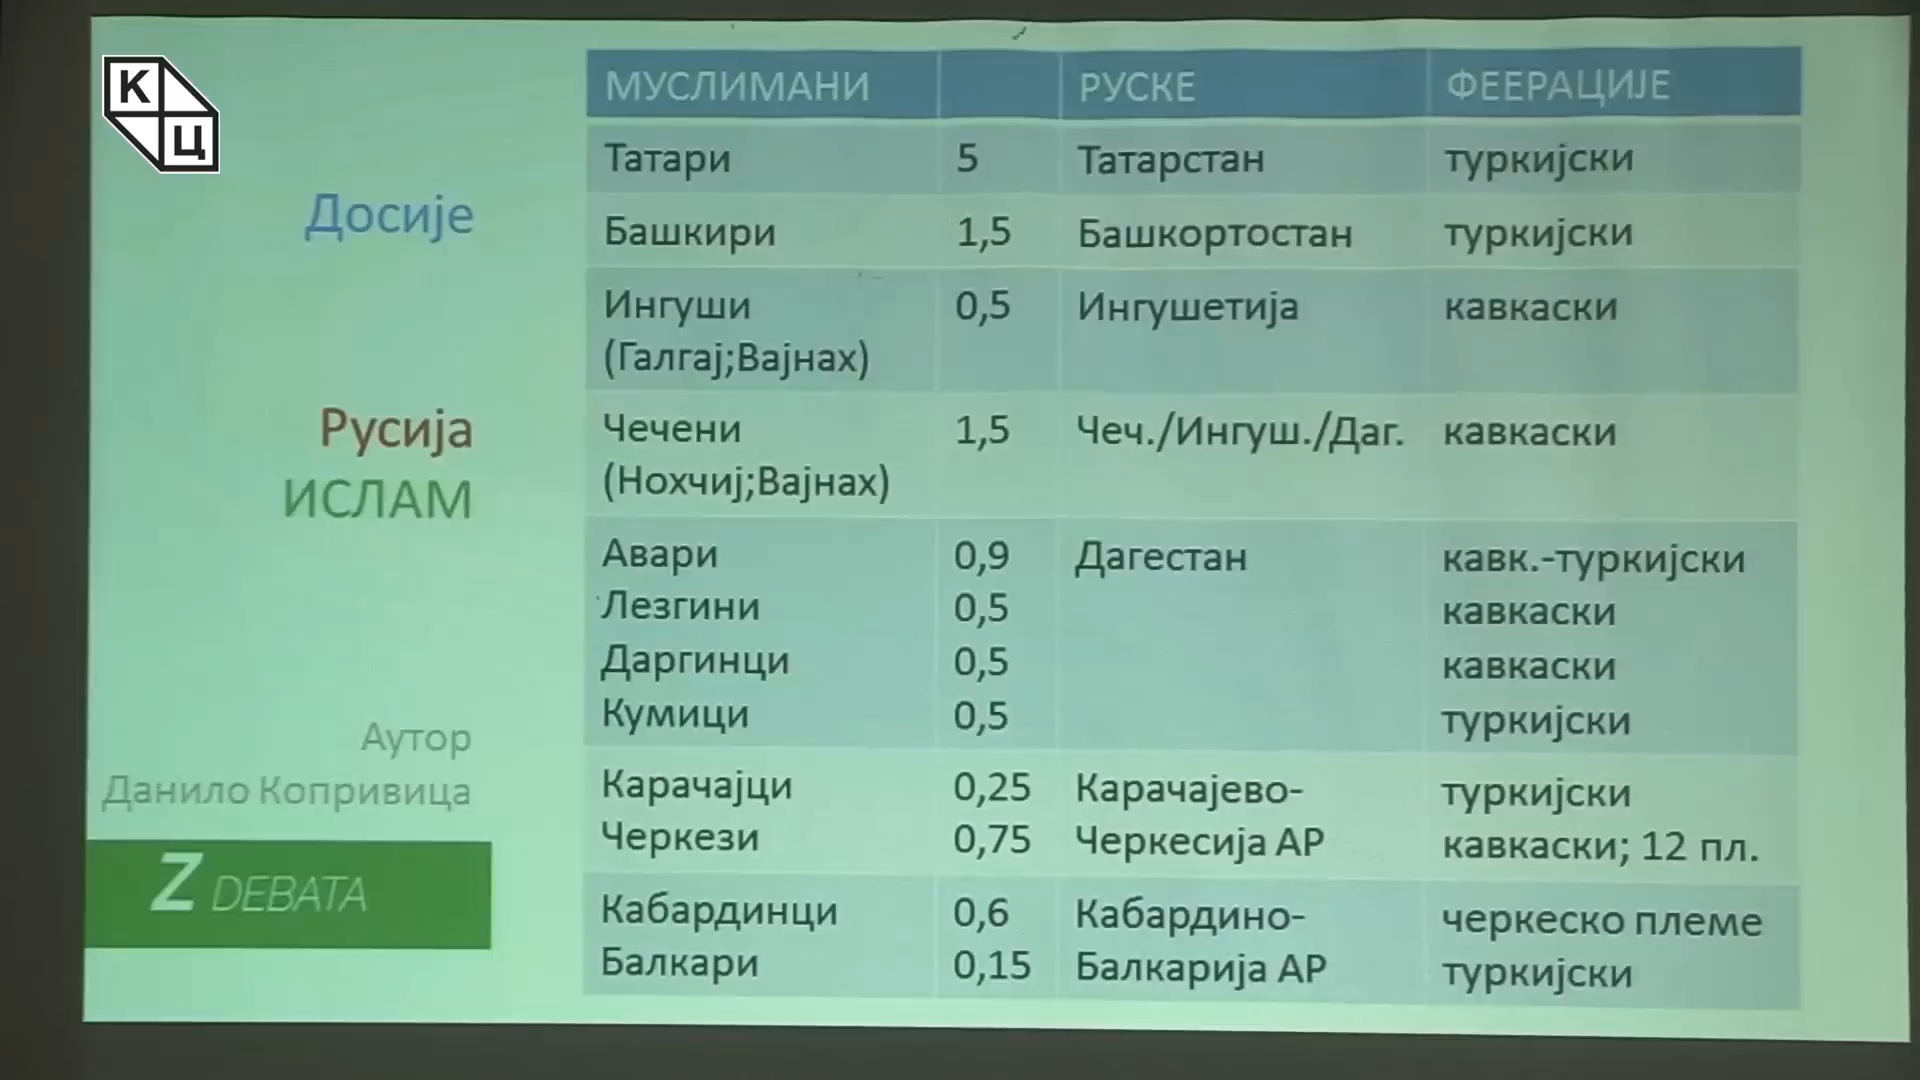 К
Ц
Досије
Русија
ИСЛАМ
Аутор
Данило Копривица
Z DEBATA
МУСЛИМАНИ РУСКЕ ФЕЕРАЦИЈЕ
Татари 5 Татарстан туркијски
Башкири 1,5 Башкортостан туркијски
Ингуши 0,5 Ингушетија кавкаски
(Галгај;Вајнах)
Чечени 1,5 Чеч./Ингуш./Даг. кавкаски
(Нохчиј;Вајнах)
Авари 0,9 Дагестан кавк.-туркијски
Лезгини 0,5 кавкаски
Даргинци 0,5 кавкаски
Кумици 0,5 туркијски
Карачајци 0,25 Карачајево- туркијски
Черкези 0,75 Черкесија АР кавкаски; 12 пл.
Кабардинци 0,6 Кабардино- черкеско племе
Балкари 0,15 Балкарија АР туркијски